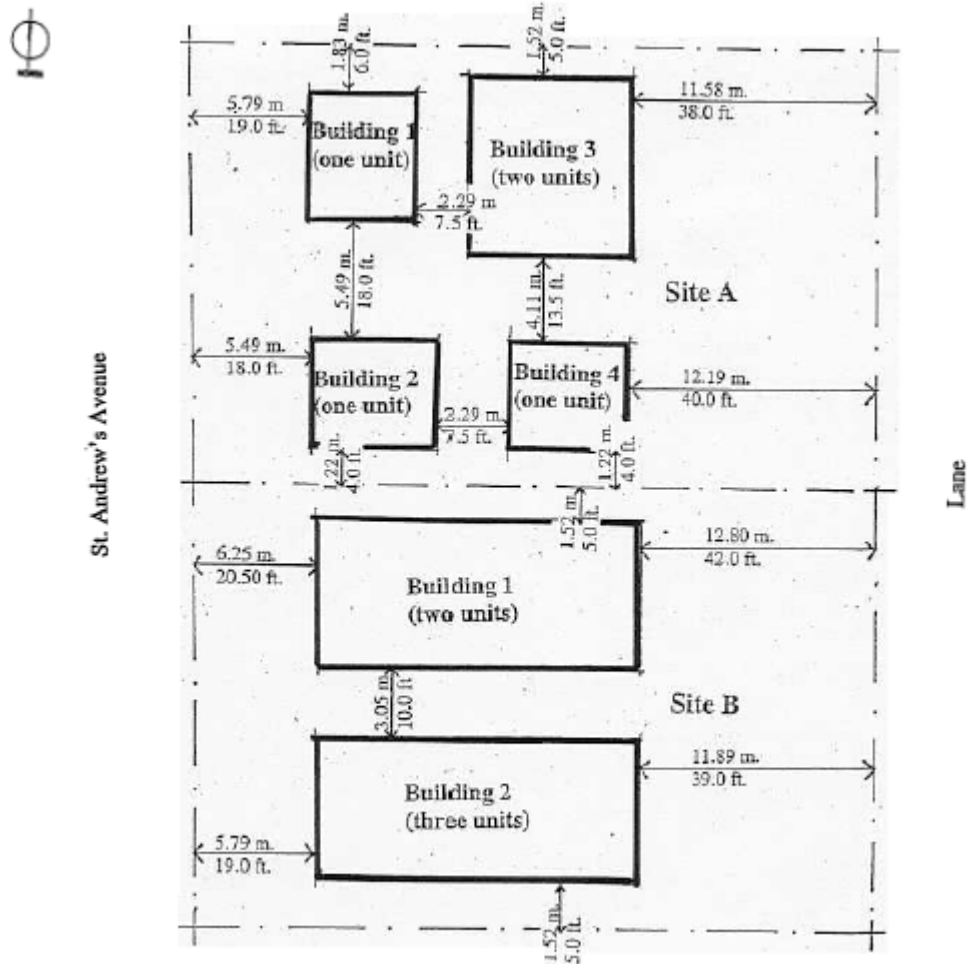 1.83 m.
6.0 ft.
1.52 m.
5.0 ft.
5.79 m
19.0 ft.
11.58 m.
38.0 ft.
Building 1
(one unit)
Building 3
(two units)
2.29 m
7.5 ft.
5.49 m.
18.0 ft.
4.11 m.
13.5 ft.
Site A
5.49 m.
18.0 ft.
Building 2
(one unit)
Building 4
(one unit)
12.19 m.
40.0 ft.
2.29 m.
7.5 ft.
1.22 m.
4.0 ft.
1.22 m.
4.0 ft.
St. Andrew's Avenue
Lane
1.52 m.
5.0 ft.
12.80 m.
42.0 ft.
6.25 m.
20.50 ft.
Building 1
(two units)
3.05 m
10.0 ft
Site B
11.89 m.
39.0 ft.
Building 2
(three units)
5.79 m.
19.0 ft.
1.52 m.
5.0 ft.